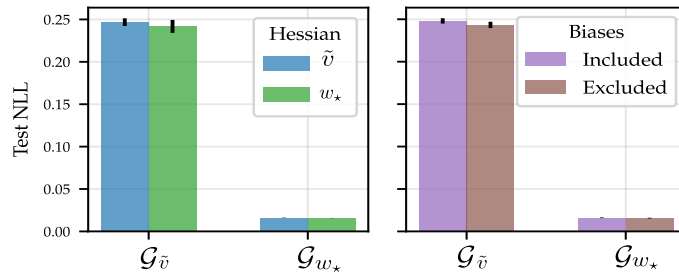 Test NLL
0.25
0.20
0.15
0.10
0.05
0.00
Hessian
ṽ
w⋆
𝒢ṽ
𝒢w⋆
Biases
Included
Excluded
𝒢ṽ
𝒢w⋆